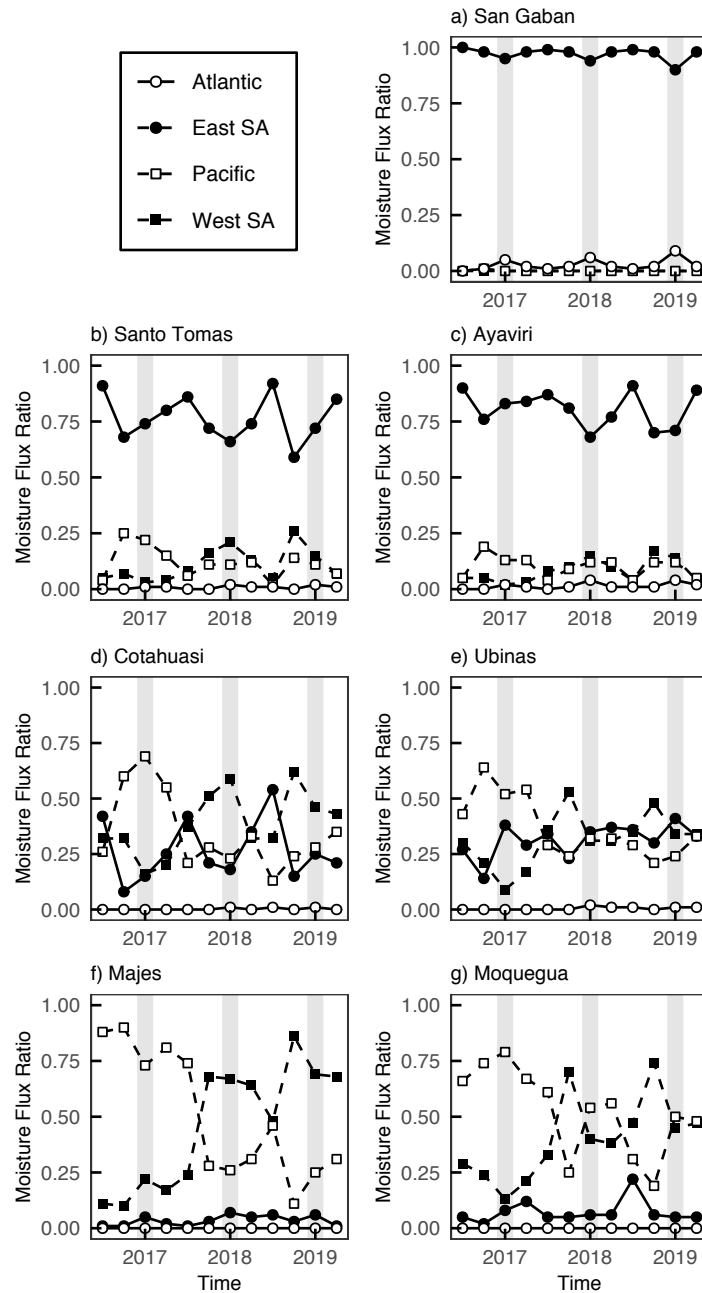 a) San Gaban
Atlantic
East SA
Pacific
West SA
Moisture Flux Ratio
1.00
0.75
0.50
0.25
0.00
2017 2018 2019
b) Santo Tomas
Moisture Flux Ratio
1.00
0.75
0.50
0.25
0.00
2017 2018 2019
c) Ayaviri
Moisture Flux Ratio
1.00
0.75
0.50
0.25
0.00
2017 2018 2019
d) Cotahuasi
Moisture Flux Ratio
1.00
0.75
0.50
0.25
0.00
2017 2018 2019
e) Ubinas
Moisture Flux Ratio
1.00
0.75
0.50
0.25
0.00
2017 2018 2019
f) Majes
Moisture Flux Ratio
1.00
0.75
0.50
0.25
0.00
2017 2018 2019
Time
g) Moquegua
Moisture Flux Ratio
1.00
0.75
0.50
0.25
0.00
2017 2018 2019
Time